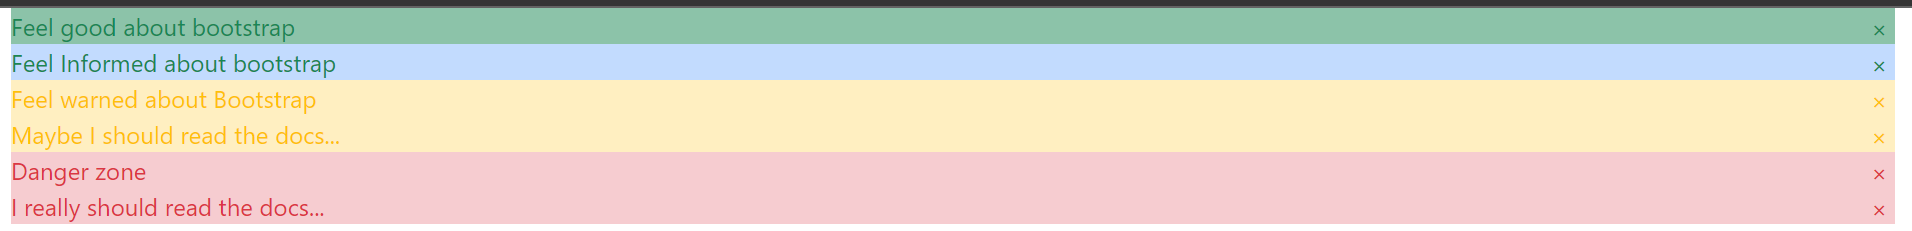 Feel good about bootstrap ×
Feel Informed about bootstrap ×
Feel warned about Bootstrap ×
Maybe I should read the docs... ×
Danger zone ×
I really should read the docs... ×